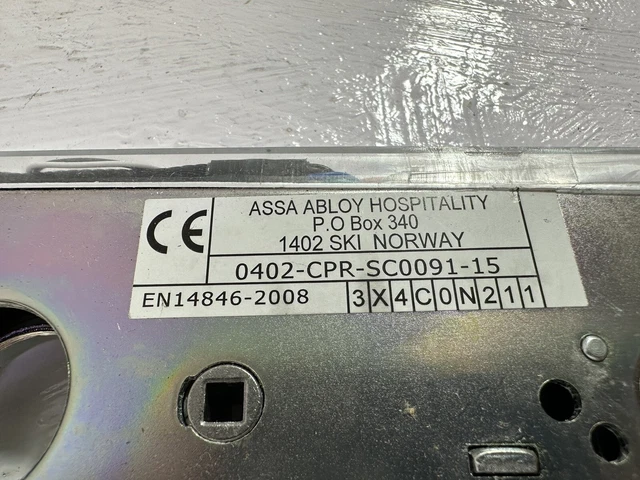 CE
ASSA ABLOY HOSPITALITY
P.O Box 340
1402 SKI NORWAY
0402-CPR-SC0091-15
EN14846-2008 3X4C0N211